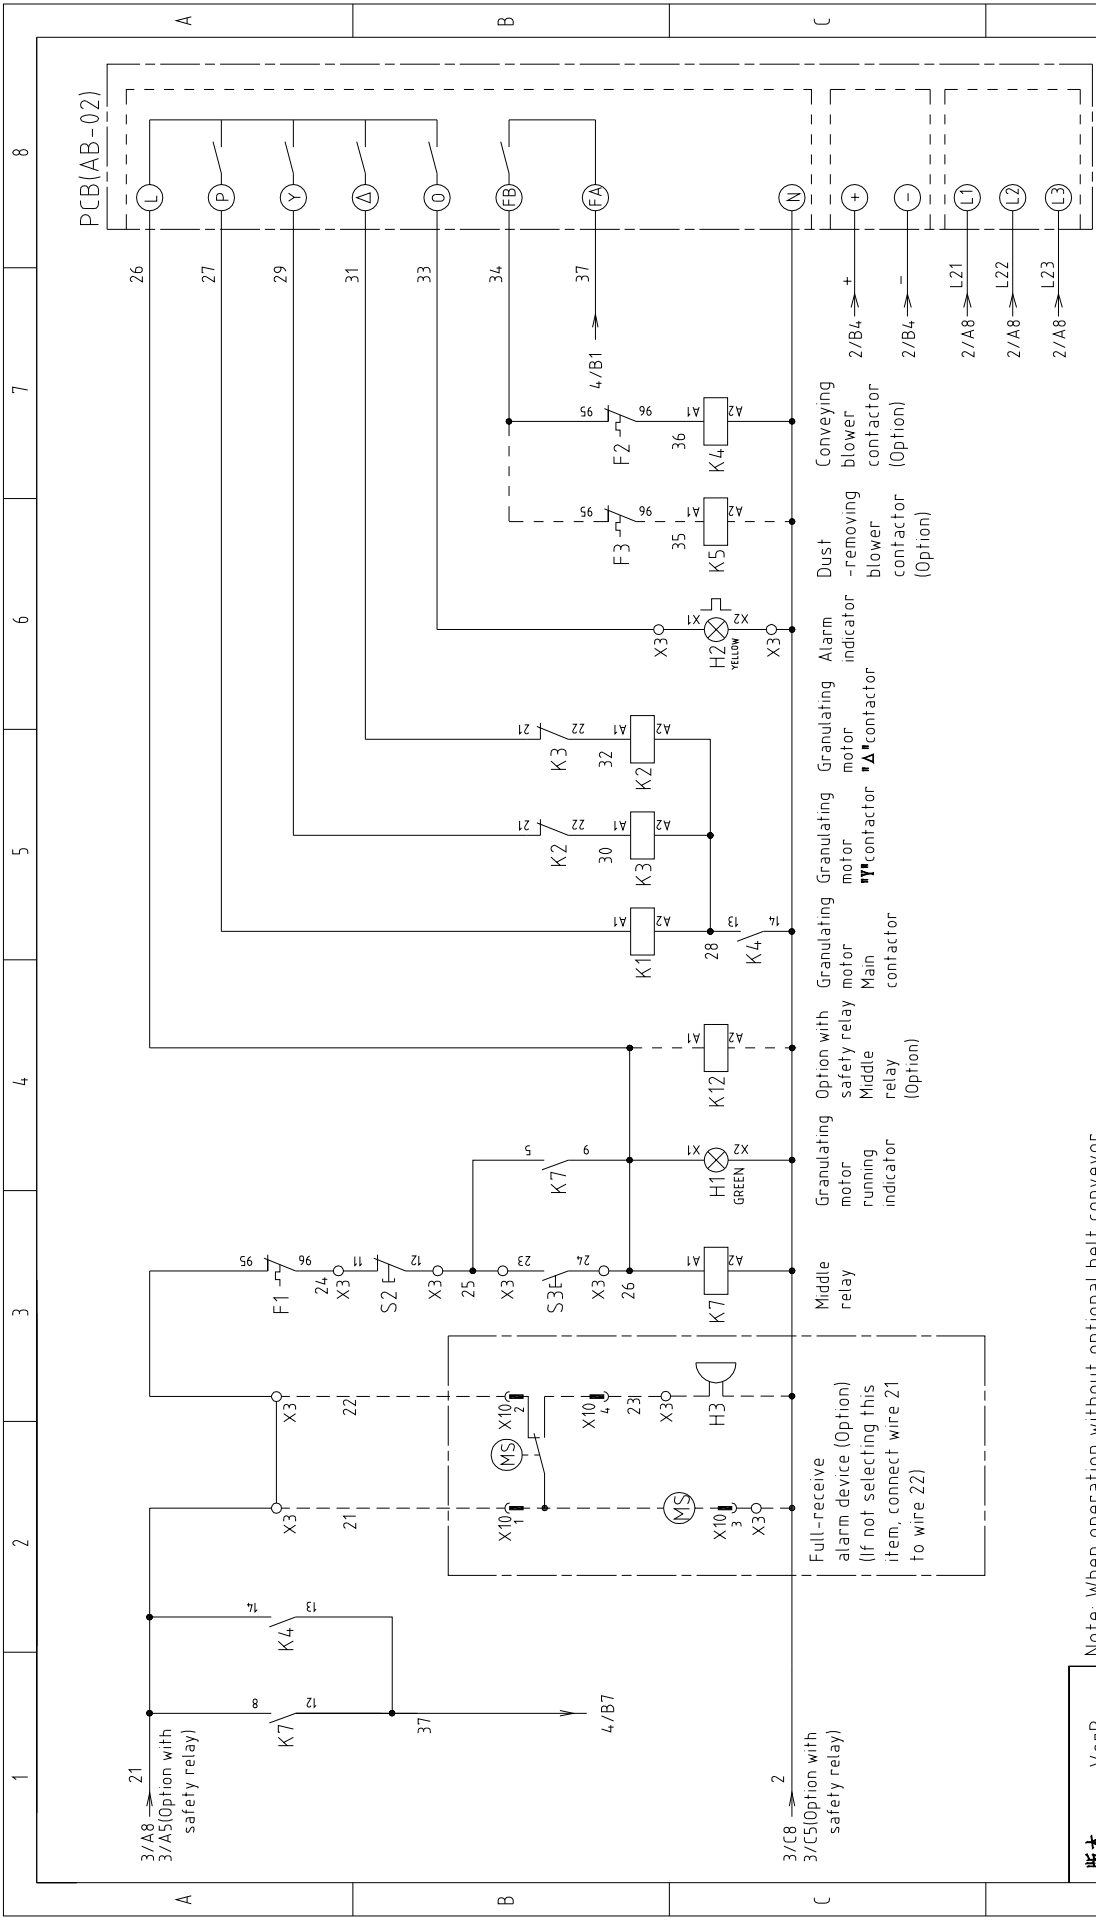 1 2 3 4 5 6 7 8
A
B
C
A
B
C
PCB(AB-02)
L
P
Y
Δ
O
FB
FA
N
+
-
L1
L2
L3
26
27
29
31
33
34
37
4/B1
+
2/B4
-
2/B4
L21
2/A8
L22
2/A8
L23
2/A8
21
3/A8
3/A5(Option with
safety relay)
8
K7
12
14
K4
13
37
4/B7
2
3/C8
3/C5(Option with
safety relay)
X3
21
X10
1
MS
MS
X10
3
X3
X3
22
X10
2
X10
4
23
X3
H3
Full-receive
alarm device (Option)
(If not selecting this
item, connect wire 21
to wire 22)
95
F1
96
24
X3
11
S2
12
X3
25
X3
23
S3
24
X3
26
A1
K7
A2
Middle
relay
5
K7
9
X1
H1
X2
GREEN
Granulating
motor
running
indicator
A1
K12
A2
Option with
safety relay
Middle
relay
(Option)
A1
K1
A2
28
13
K4
14
Granulating
motor
Main
contactor
21
K2
22
30
A1
K3
A2
Granulating
motor
"Y"contactor
21
K3
22
32
A1
K2
A2
Granulating
motor
"Δ"contactor
X3
X1
H2
X2
YELLOW
X3
Alarm
indicator
95
F3
96
35
A1
K5
A2
Dust
-removing
blower
contactor
(Option)
95
F2
96
36
A1
K4
A2
Conveying
blower
contactor
(Option)